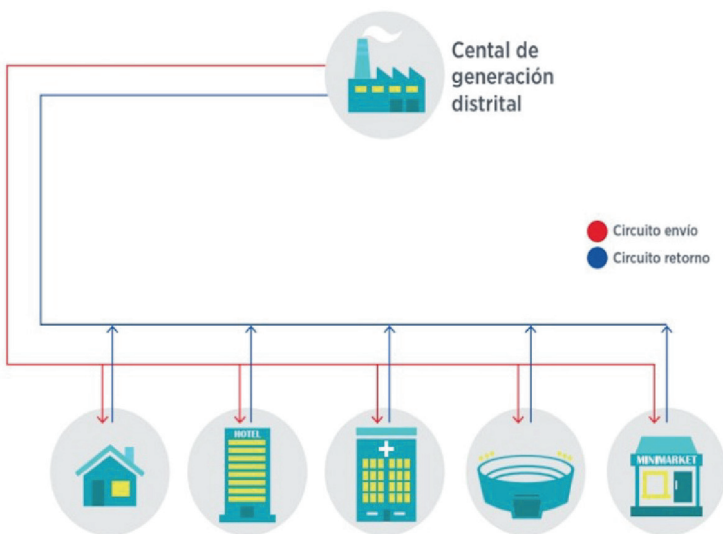 Cental de
generación
distrital
Circuito envío
Circuito retorno
HOTEL
MINIMARKET